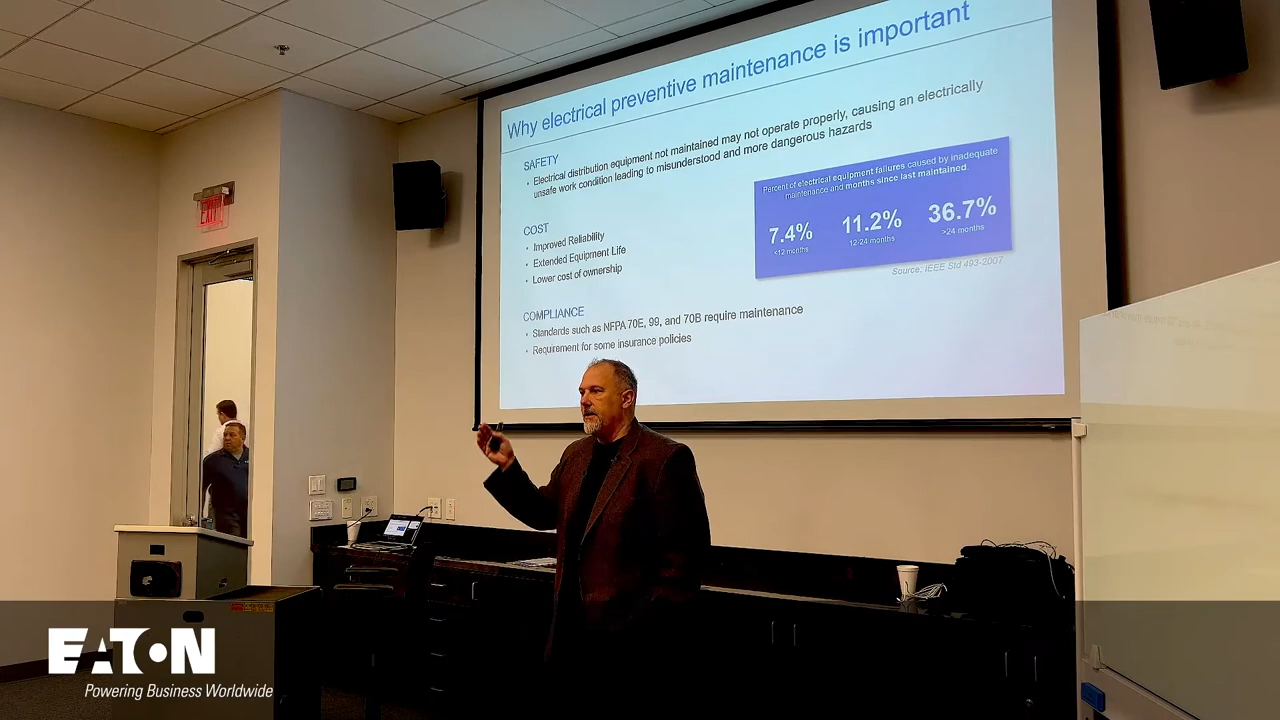 Why electrical preventive maintenance is important
SAFETY
• Electrical distribution equipment not maintained may not operate properly, causing an electrically
unsafe work condition leading to misunderstood and more dangerous hazards
Percent of electrical equipment failures caused by inadequate
maintenance and months since last maintained.
7.4%
<12 months
11.2%
12-24 months
36.7%
>24 months
Source: IEEE Std 493-2007
COST
• Improved Reliability
• Extended Equipment Life
• Lower cost of ownership
COMPLIANCE
• Standards such as NFPA 70E, 99, and 70B require maintenance
• Requirement for some insurance policies
EXIT
EATON
Powering Business Worldwide